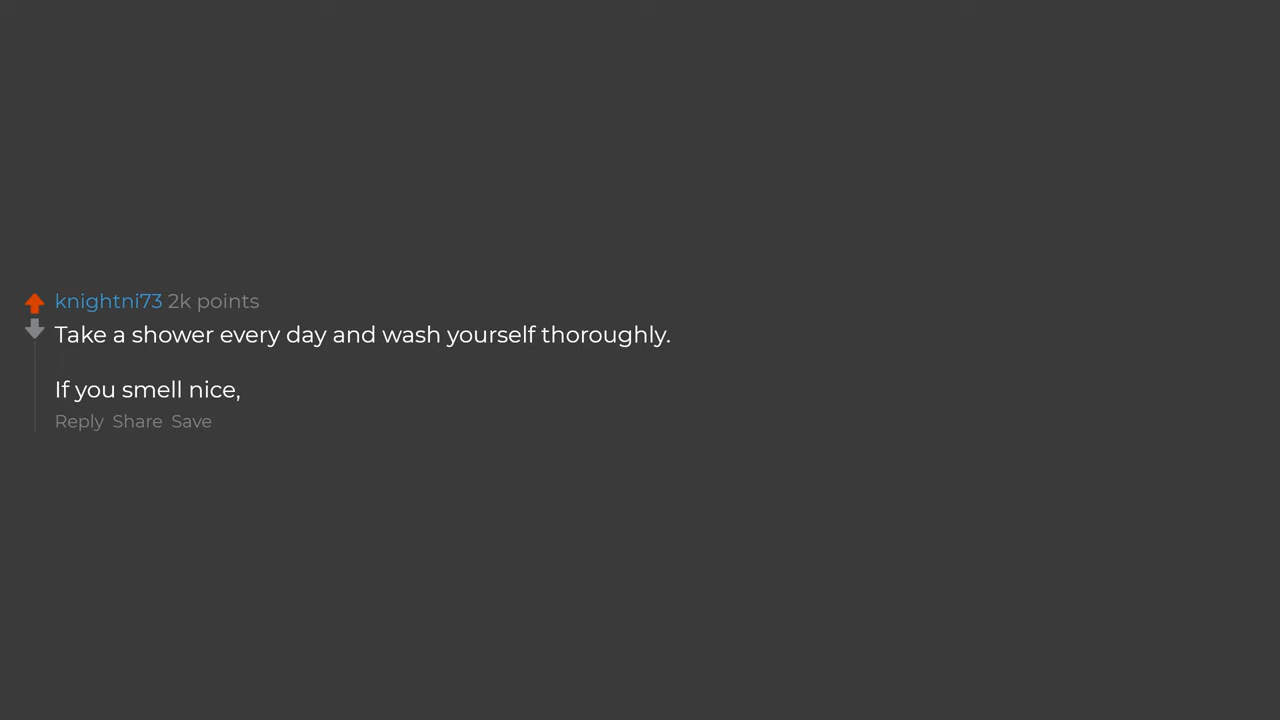 knightni73 2k points
Take a shower every day and wash yourself thoroughly.
If you smell nice,
Reply Share Save